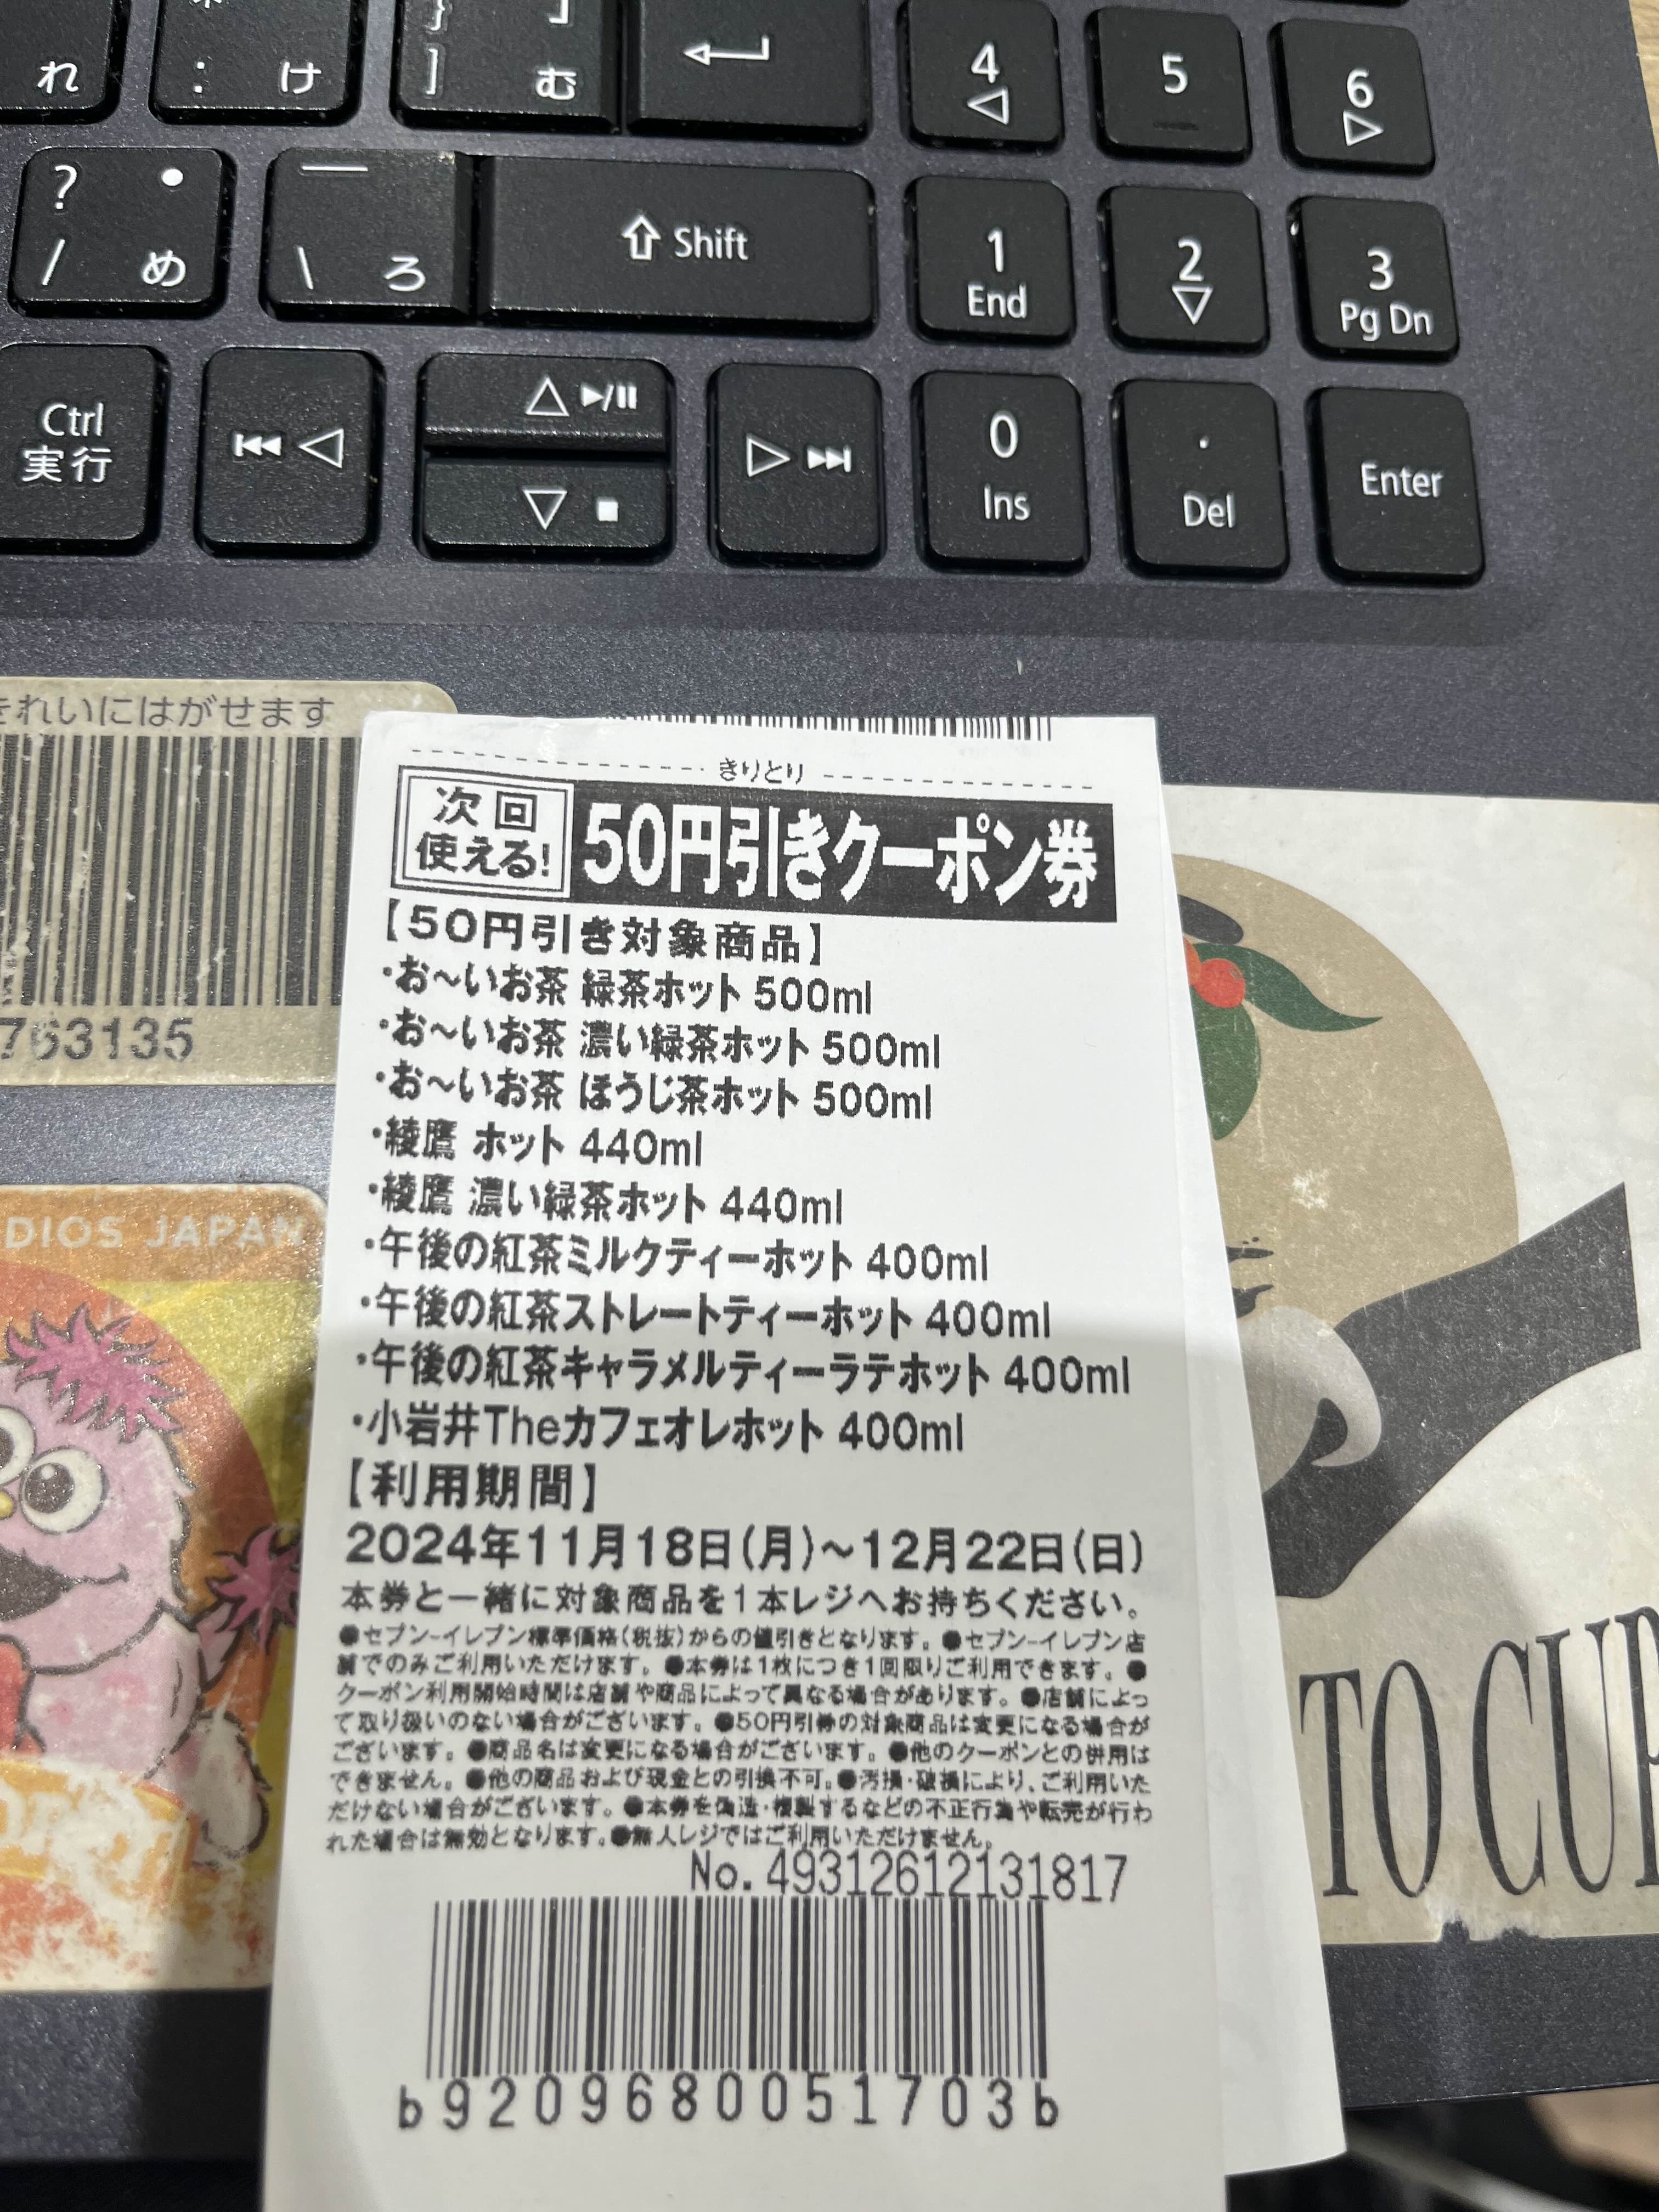 れ
* : け
} 」
] む
4
5
6
? ・
/ め
\ ろ
Shift
1
End
2
3
Pg Dn
Ctrl
実行
0
Ins
.
Del
Enter
きれいにはがせます
763135
DIOS JAPAN
きりとり
次回
使える!
50円引きクーポン券
【50円引き対象商品】
・お~いお茶 緑茶ホット 500ml
・お~いお茶 濃い緑茶ホット 500ml
・お~いお茶 ほうじ茶ホット 500ml
・綾鷹 ホット 440ml
・綾鷹 濃い緑茶ホット 440ml
・午後の紅茶ミルクティーホット 400ml
・午後の紅茶ストレートティーホット 400ml
・午後の紅茶キャラメルティーラテホット 400ml
・小岩井Theカフェオレホット 400ml
【利用期間】
2024年11月18日(月)~12月22日(日)
本券と一緒に対象商品を1本レジへお持ちください。
●セブン-イレブン標準価格(税抜)からの値引きとなります。●セブン-イレブン店
舗でのみご利用いただけます。●本券は1枚につき1回限りご利用できます。●
クーポン利用開始時間は店舗や商品によって異なる場合があります。●店舗によっ
て取り扱いのない場合がございます。●50円引券の対象商品は変更になる場合が
ございます。●商品名は変更になる場合がございます。●他のクーポンとの併用は
できません。●他の商品および現金との引換不可。●汚損・破損により、ご利用いた
だけない場合がございます。●本券を偽造・複製するなどの不正行為や転売が行わ
れた場合は無効となります。●無人レジではご利用いただけません。
No. 49312612131817
b9209680051703b
TO CUP